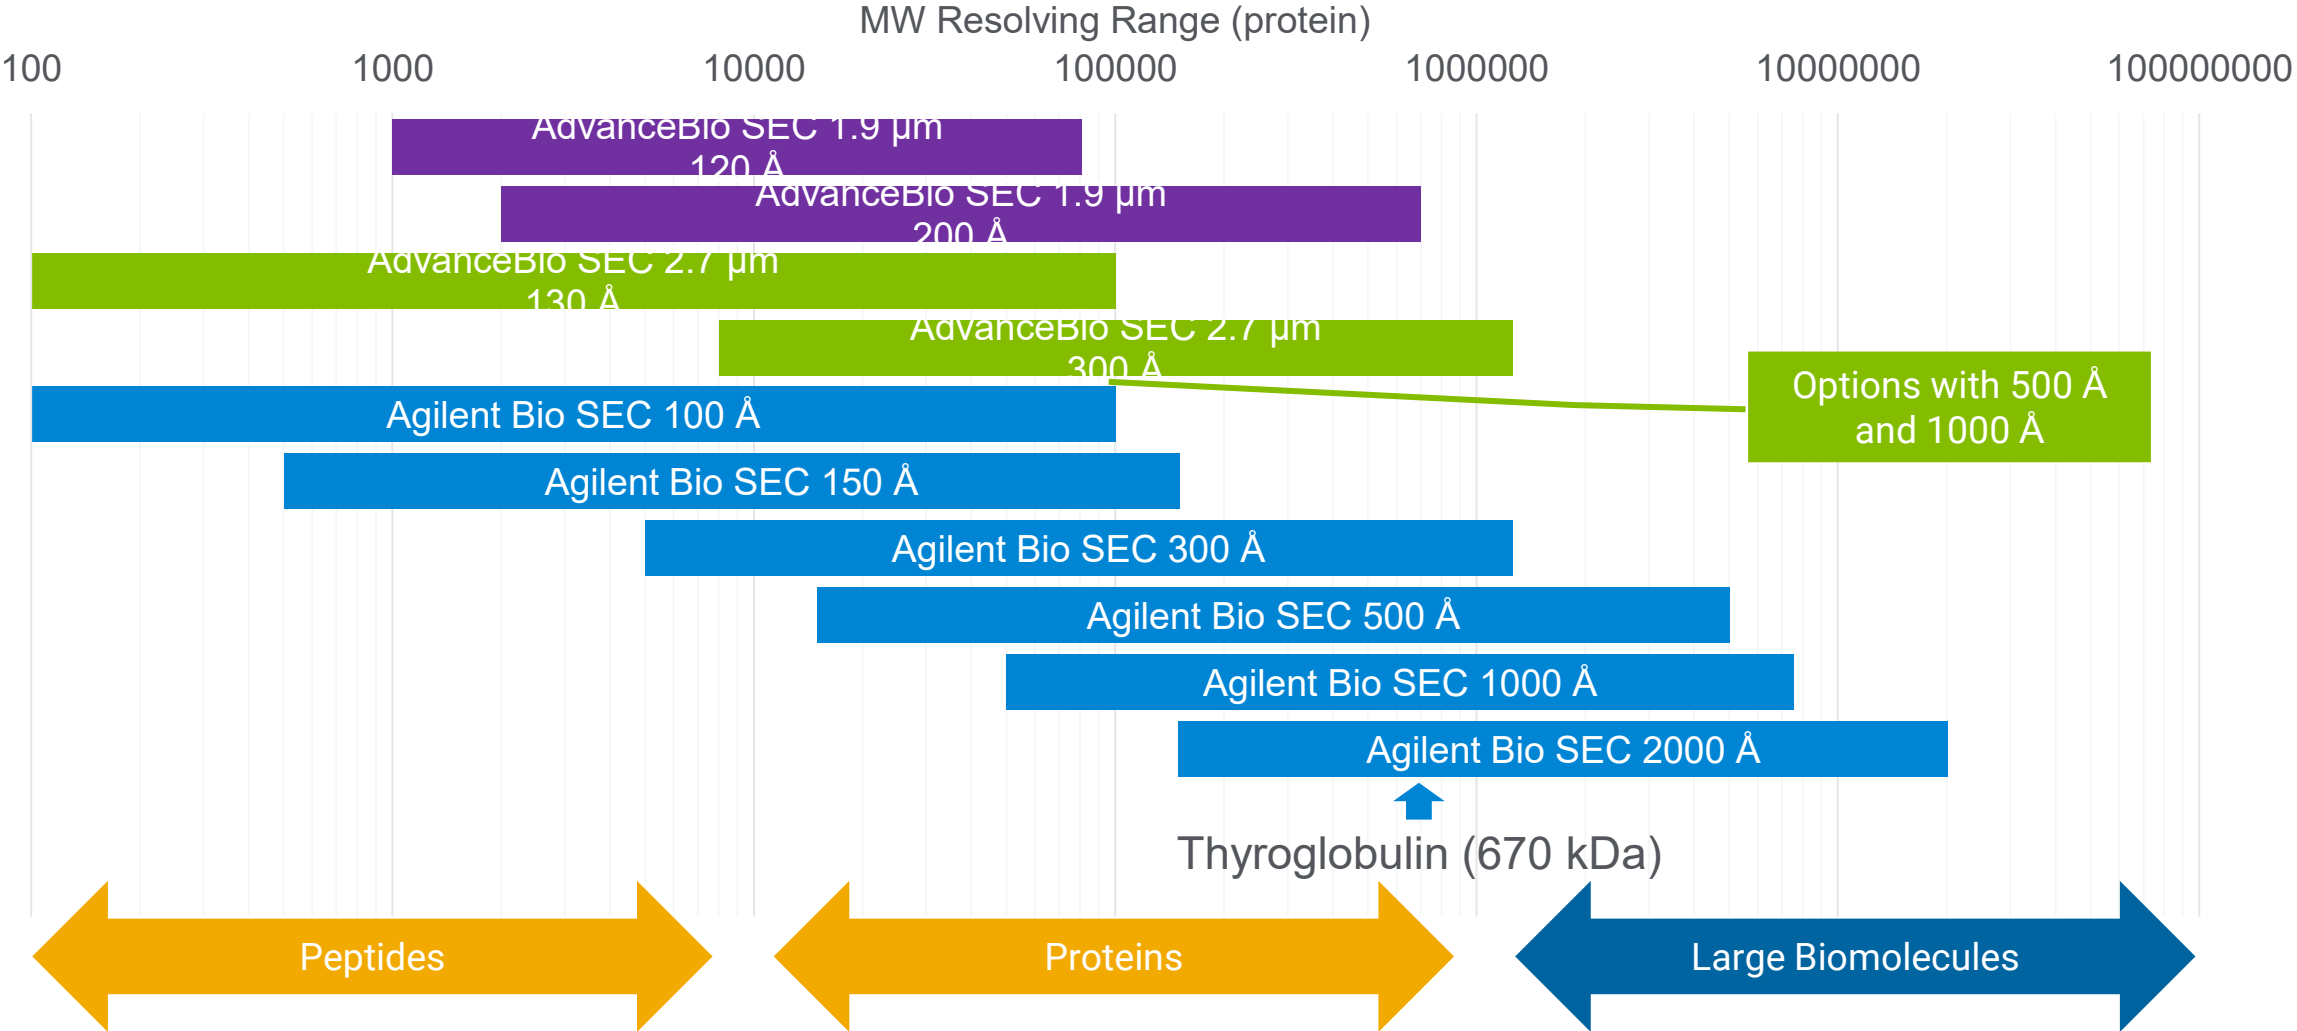 MW Resolving Range (protein)
100 1000 10000 100000 1000000 10000000 100000000
AdvanceBio SEC 1.9 µm
120 Å
AdvanceBio SEC 1.9 µm
200 Å
AdvanceBio SEC 2.7 µm
130 Å
AdvanceBio SEC 2.7 µm
300 Å
Options with 500 Å
and 1000 Å
Agilent Bio SEC 100 Å
Agilent Bio SEC 150 Å
Agilent Bio SEC 300 Å
Agilent Bio SEC 500 Å
Agilent Bio SEC 1000 Å
Agilent Bio SEC 2000 Å
Thyroglobulin (670 kDa)
Peptides
Proteins
Large Biomolecules